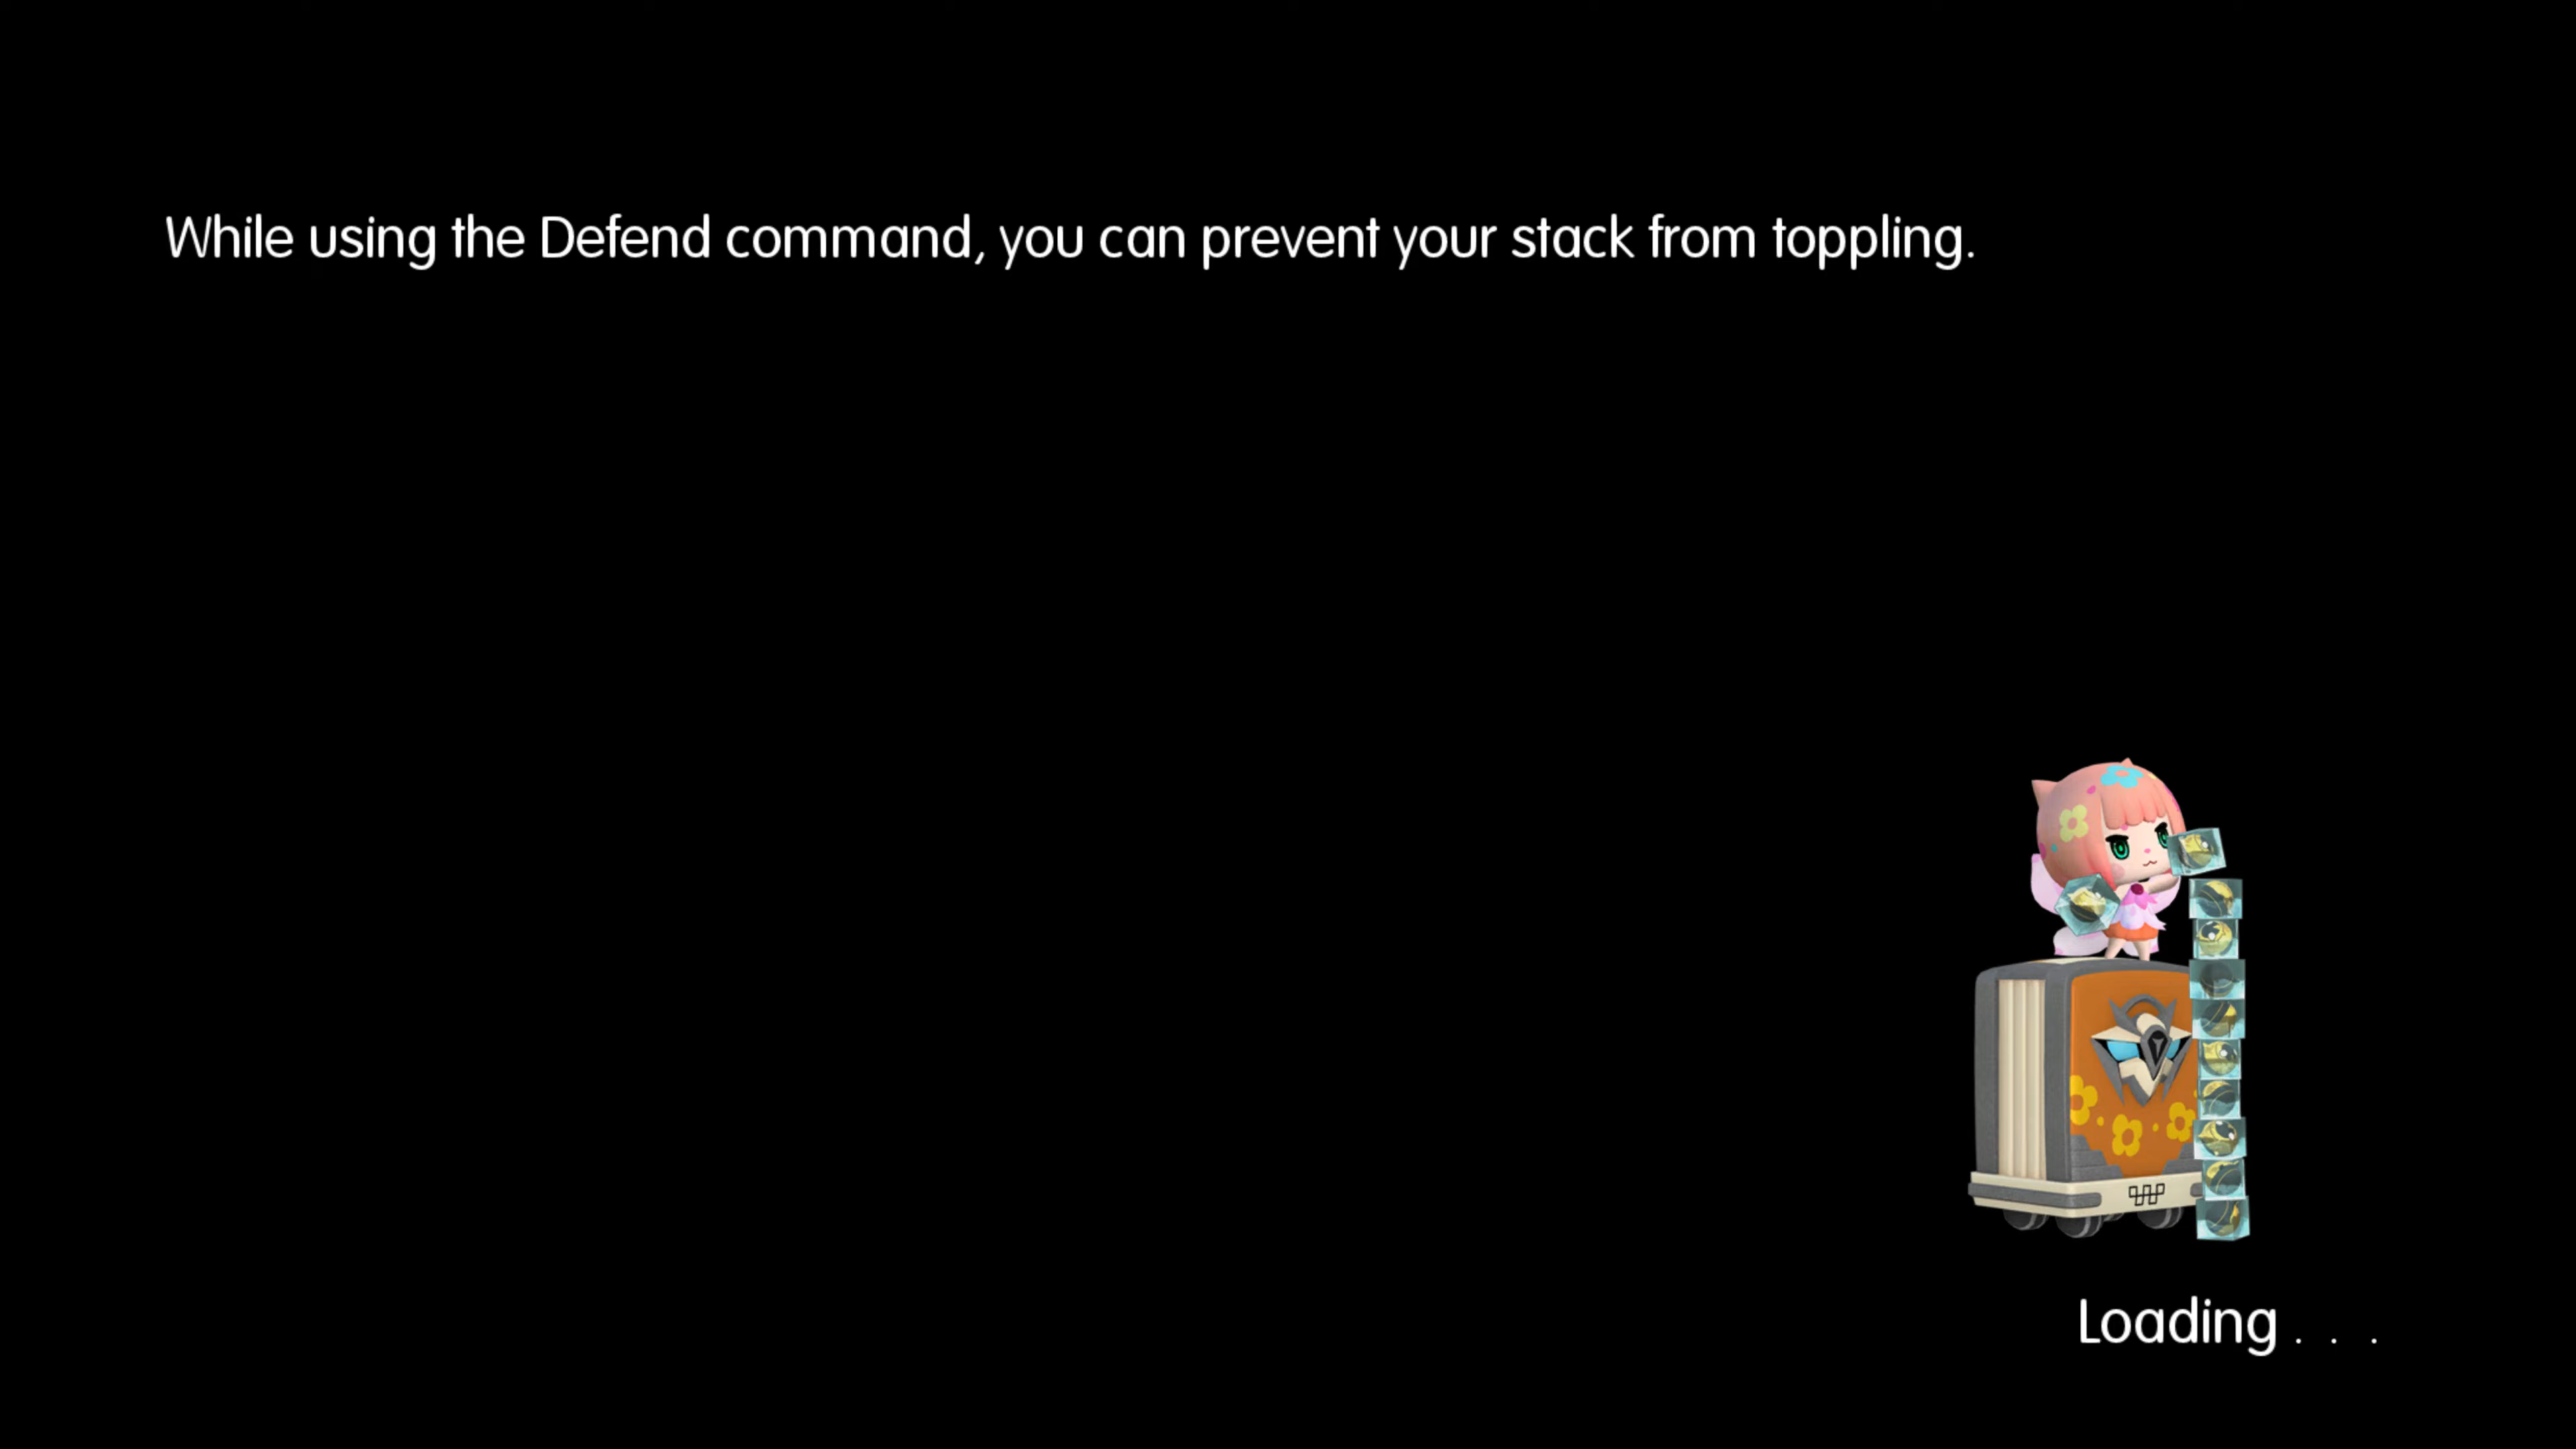 While using the Defend command, you can prevent your stack from toppling.
Loading . . .